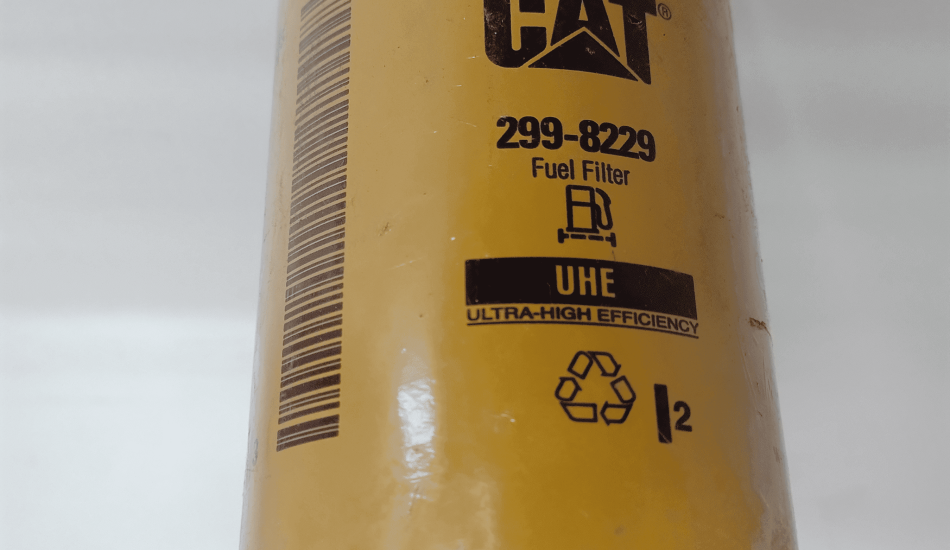 CAT®
299-8229
Fuel Filter
UHE
ULTRA-HIGH EFFICIENCY
2